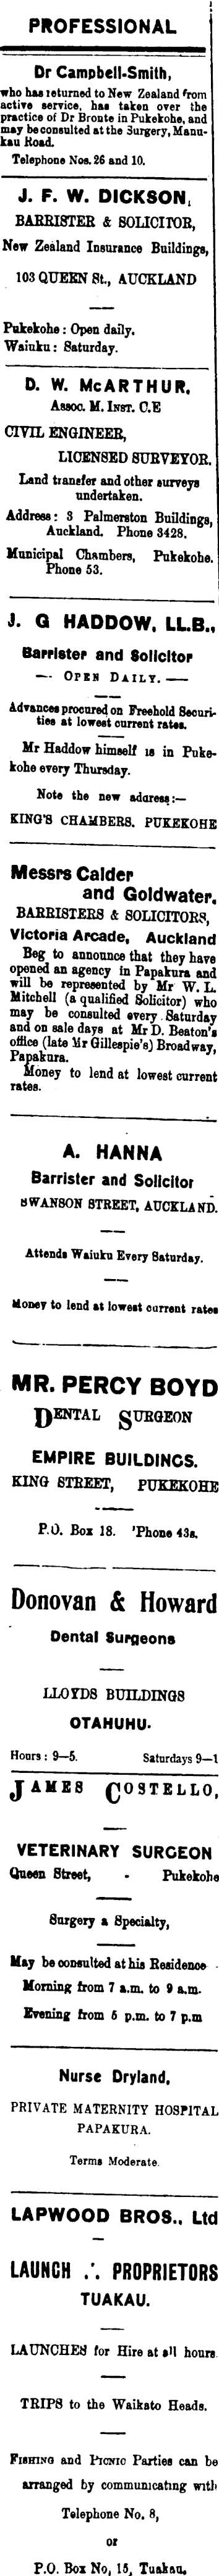 PROFESSIONAL
Dr Campbell-Smith,
who has returned to New Zealand from
active service, has taken over the
practice of Dr Bronte in Pukekohe, and
may be consulted at the Surgery, Manu-
kau Road.
Telephone Nos. 26 and 10.
J. F. W. DICKSON,
BARRISTER & SOLICITOR,
New Zealand Insurance Buildings,
103 QUEEN St., AUCKLAND
Pukekohe : Open daily.
Waiuku : Saturday.
D. W. McARTHUR,
Assoc. M. Inst. C.E
CIVIL ENGINEER,
LICENSED SURVEYOR.
Land transfer and other surveys
undertaken.
Address: 3 Palmerston Buildings,
Auckland. Phone 3428.
Municipal Chambers, Pukekohe.
Phone 53.
J. G HADDOW, LL.B.,
Barrister and Solicitor
— Open Daily. —
Advances procured on Freehold Securi-
ties at lowest current rates.
Mr Haddow himself is in Puke-
kohe every Thursday.
Note the new address:—
KING'S CHAMBERS. PUKEKOHE
Messrs Calder
and Goldwater,
BARRISTERS & SOLICITORS,
Victoria Arcade, Auckland
Beg to announce that they have
opened an agency in Papakura and
will be represented by Mr W. L.
Mitchell (a qualified Solicitor) who
may be consulted every Saturday
and on sale days at Mr D. Beaton's
office (late Mr Gillespie's) Broadway,
Papakura.
Money to lend at lowest current
rates.
A. HANNA
Barrister and Solicitor
SWANSON STREET, AUCKLAND.
Attends Waiuku Every Saturday.
Money to lend at lowest current rates
MR. PERCY BOYD
DENTAL SURGEON
EMPIRE BUILDINGS.
KING STREET, PUKEKOHE
P.O. Box 18. 'Phone 43a.
Donovan & Howard
Dental Surgeons
LLOYDS BUILDINGS
OTAHUHU.
Hours : 9—5. Saturdays 9—1
JAMES COSTELLO,
VETERINARY SURGEON
Queen Street, - Pukekohe
Surgery a Specialty,
May be consulted at his Residence
Morning from 7 a.m. to 9 a.m.
Evening from 5 p.m. to 7 p.m
Nurse Dryland,
PRIVATE MATERNITY HOSPITAL
PAPAKURA.
Terms Moderate.
LAPWOOD BROS., Ltd
LAUNCH ∴ PROPRIETORS
TUAKAU.
LAUNCHES for Hire at all hours.
TRIPS to the Waikato Heads.
Fishing and Picnic Parties can be
arranged by communicating with
Telephone No. 8,
or
P.O. Box No, 15, Tuakau.